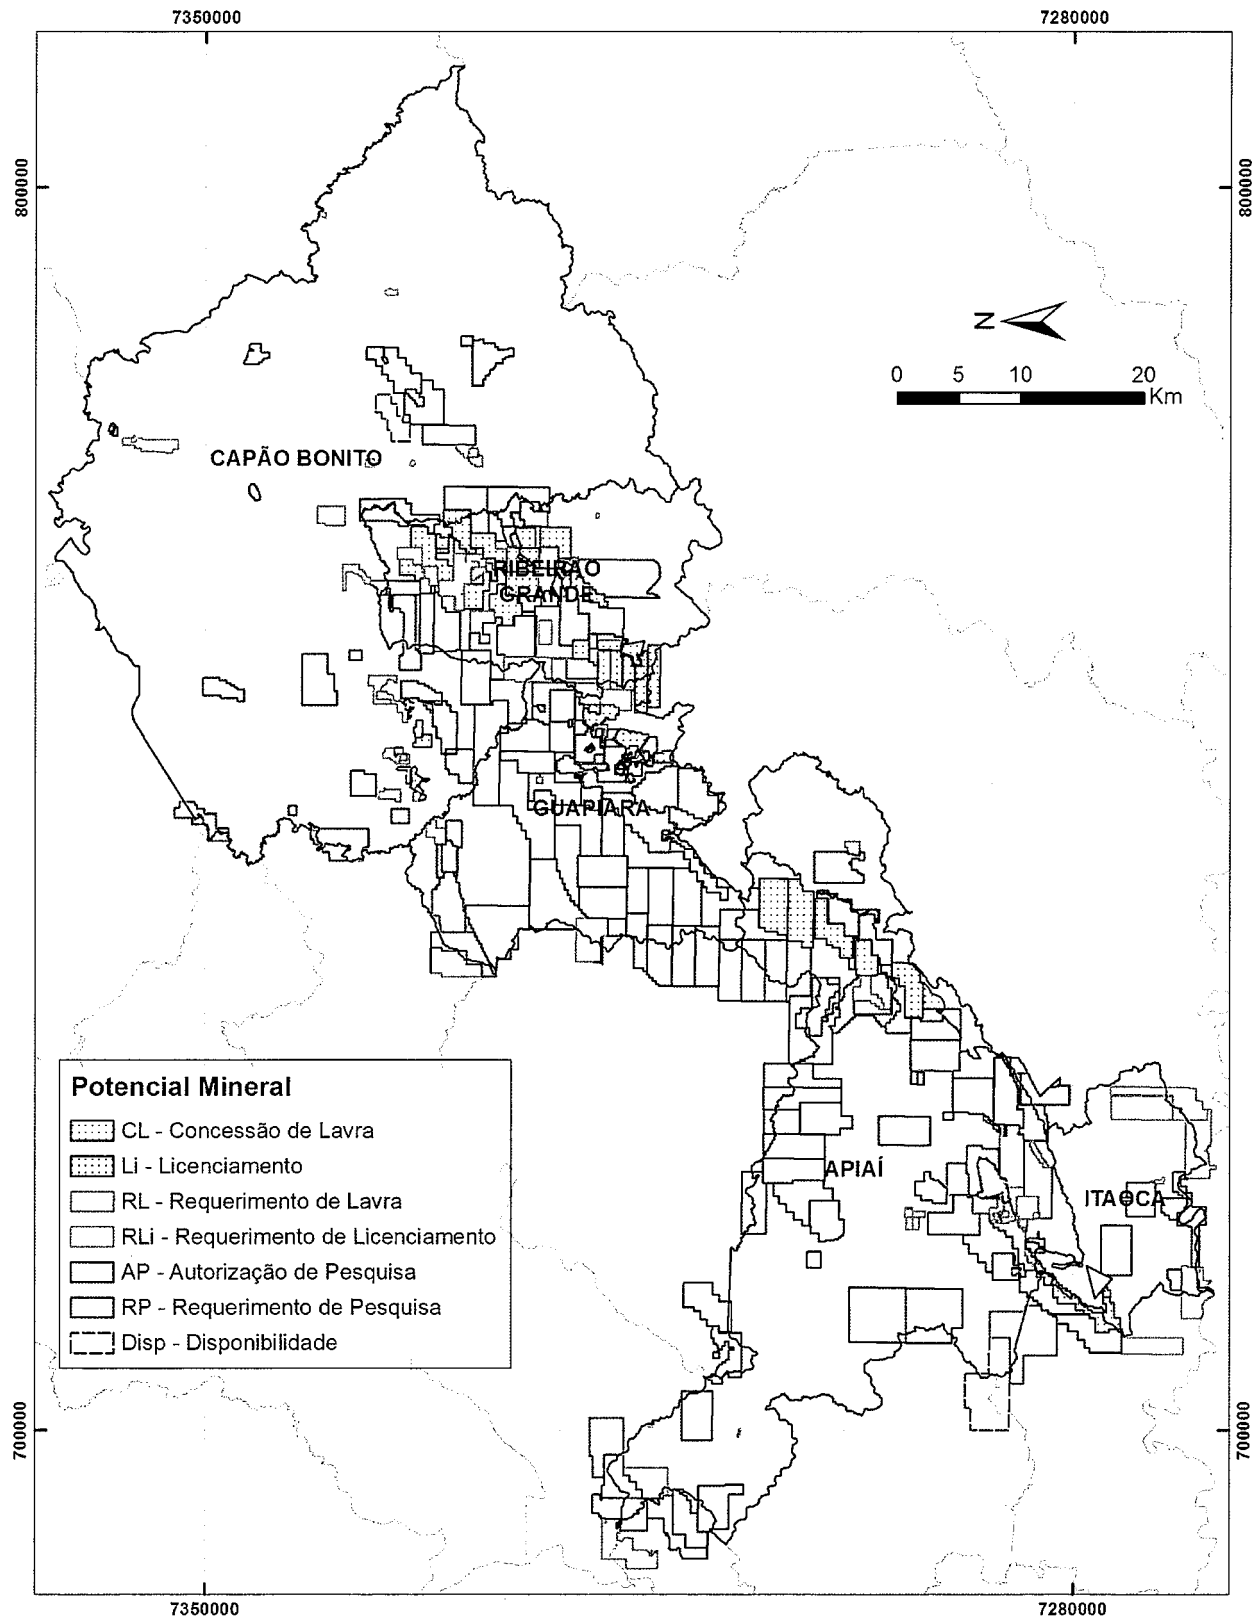 7350000
7280000
800000
800000
N
0 5 10 20
Km
CAPÃO BONITO
RIBEIRÃO
GRANDE
GUAPIARA
Potencial Mineral
CL - Concessão de Lavra
Li - Licenciamento
RL - Requerimento de Lavra
RLi - Requerimento de Licenciamento
AP - Autorização de Pesquisa
RP - Requerimento de Pesquisa
Disp - Disponibilidade
APIAÍ
ITAOCA
700000
700000
7350000
7280000